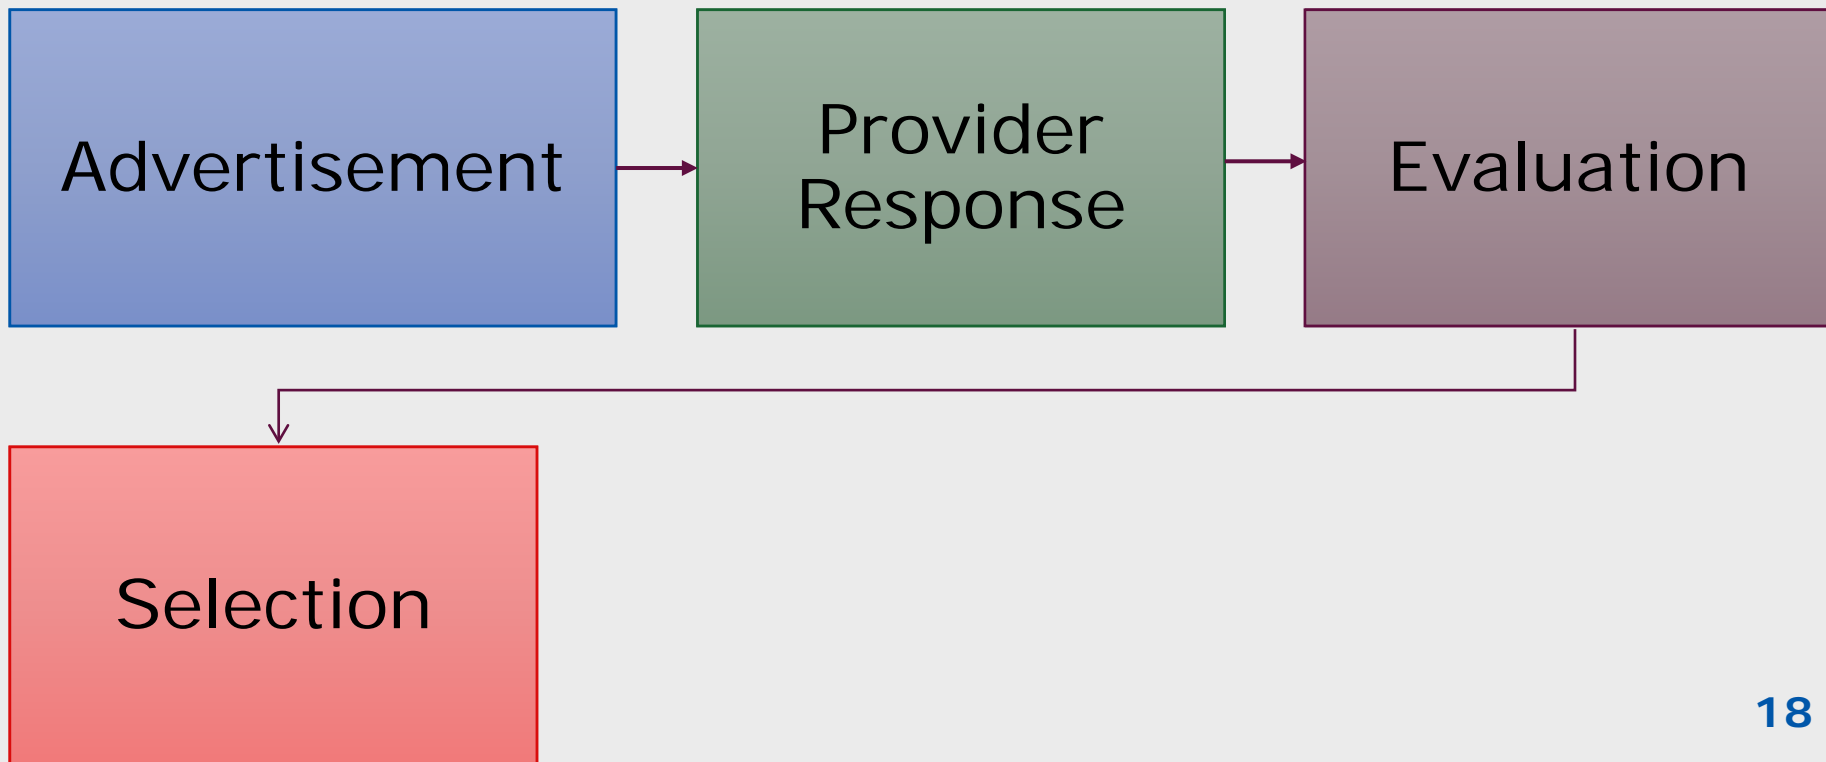 Advertisement
Provider
Response
Evaluation
Selection
18